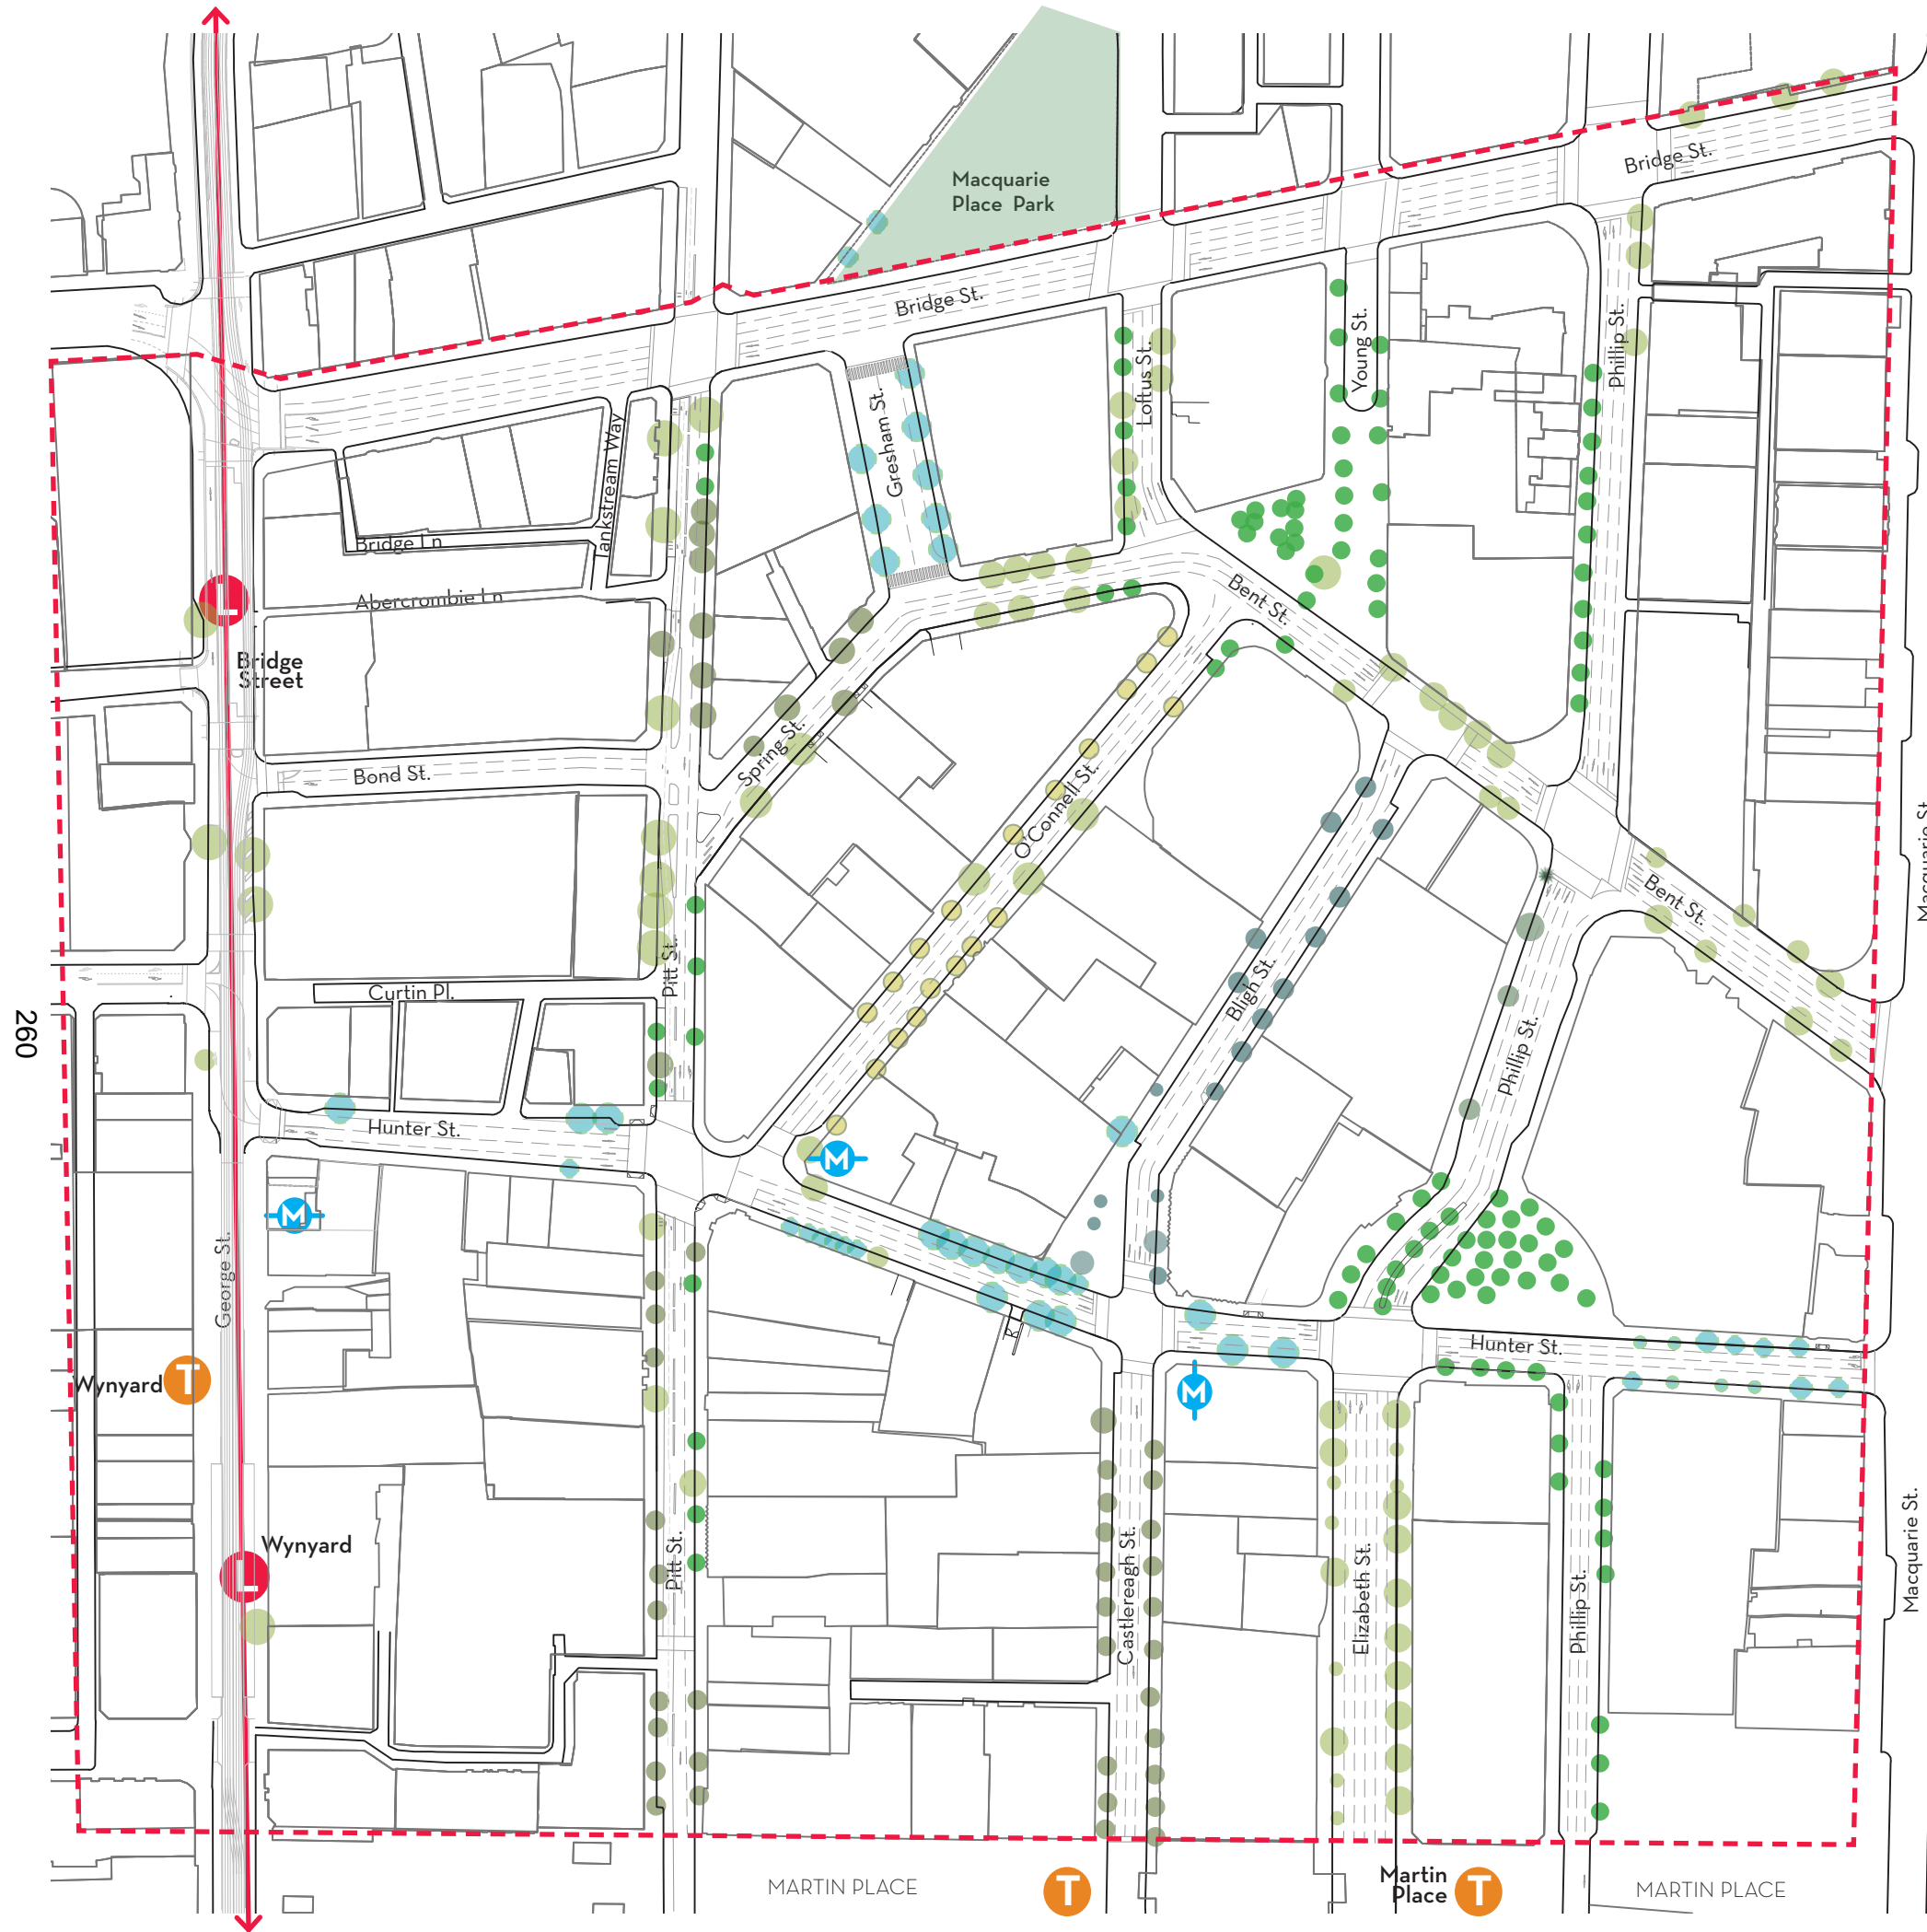 Macquarie
Place Park
Bridge St.
Bridge St.
Phillip St.
Young St.
Loftus St.
Gresham St.
Tankstream Way
Bridge Ln
Abercrombie Ln
L
Bridge
Street
Bent St.
Spring St.
Bond St.
O'Connell St.
Macquarie St.
Bent St.
Pitt St.
Curtin Pl.
Bligh St.
Phillip St.
260
Hunter St.
M
M
George St.
R
Hunter St.
Wynyard
T
M
Wynyard
L
Pitt St.
Castlereagh St.
Elizabeth St.
Phillip St.
Macquarie St.
MARTIN PLACE
T
Martin
Place
T
MARTIN PLACE